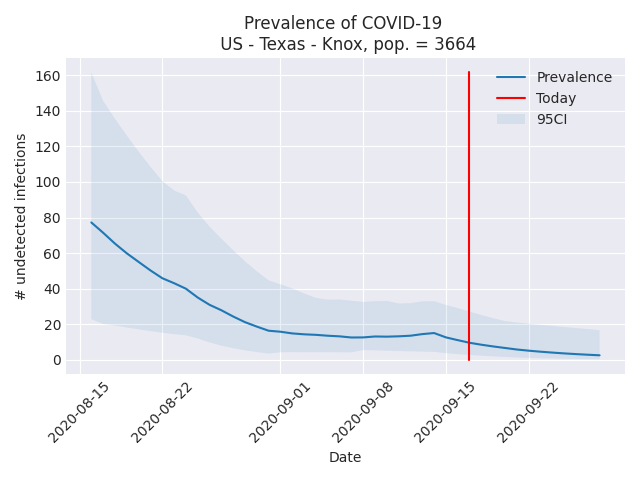 Prevalence of COVID-19
US - Texas - Knox, pop. = 3664
Prevalence
Today
95CI
# undetected infections
160
140
120
100
80
60
40
20
0
2020-08-15
2020-08-22
2020-09-01
2020-09-08
2020-09-15
2020-09-22
Date